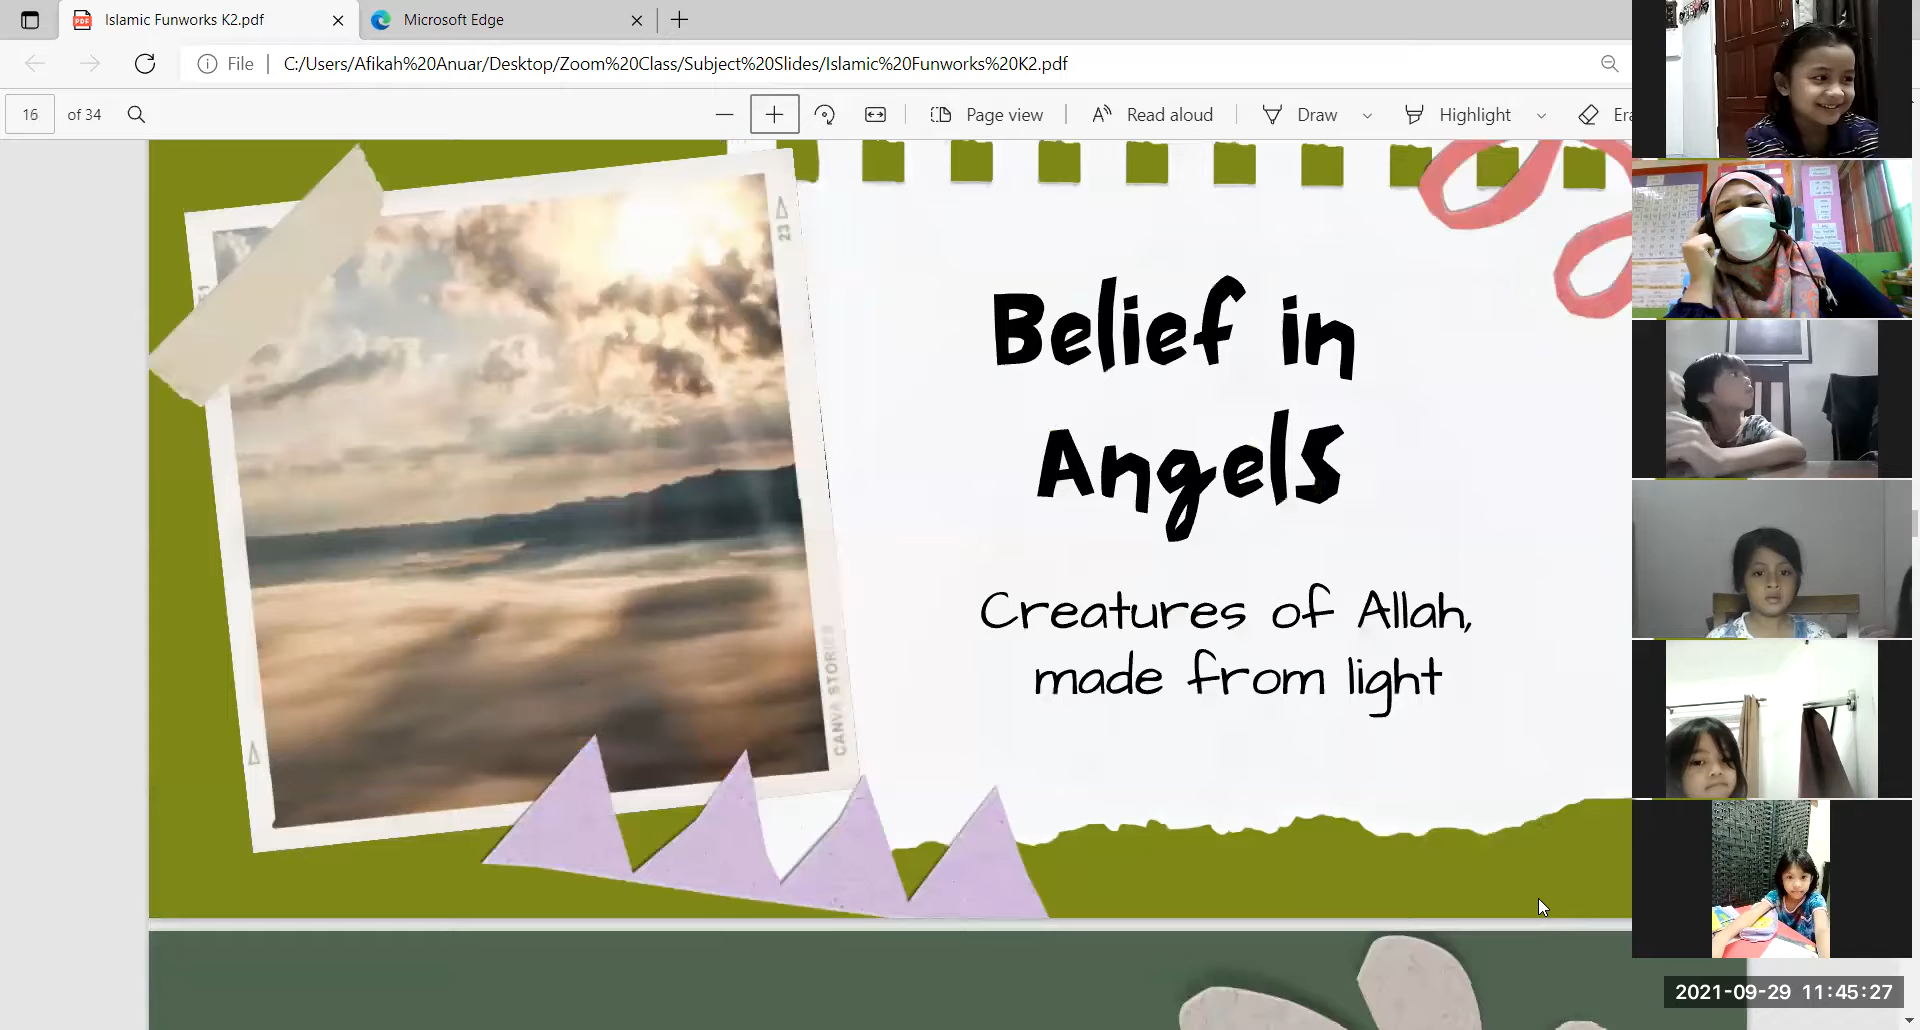 Islamic Funworks K2.pdf
Microsoft Edge
File
C:/Users/Afikah%20Anuar/Desktop/Zoom%20Class/Subject%20Slides/Islamic%20Funworks%20K2.pdf
16 of 34
Page view
Read aloud
Draw
Highlight
Era
23
Belief in
Angels
Creatures of Allah,
made from light
CANVA STORIES
2021-09-29 11:45:27